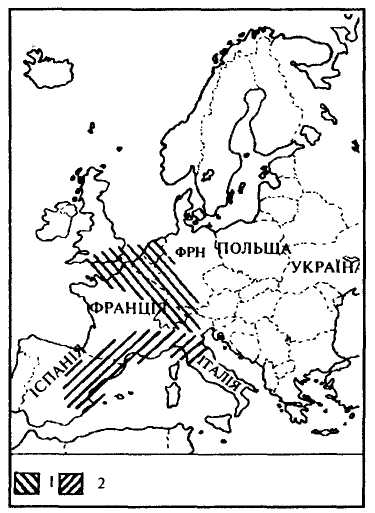 ФРН
ПОЛЬЩА
УКРАЇНА
ФРАНЦІЯ
ІСПАНІЯ
ІТАЛІЯ
1 2